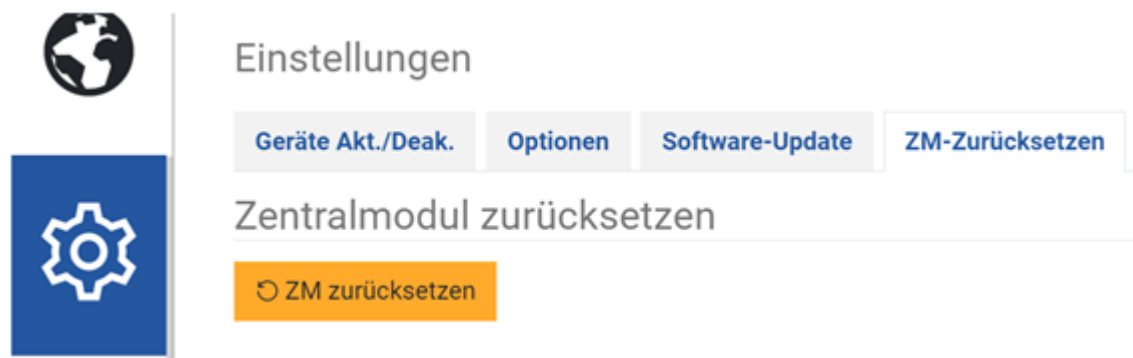 Einstellungen
Geräte Akt./Deak. Optionen Software-Update ZM-Zurücksetzen
Zentralmodul zurücksetzen
ZM zurücksetzen